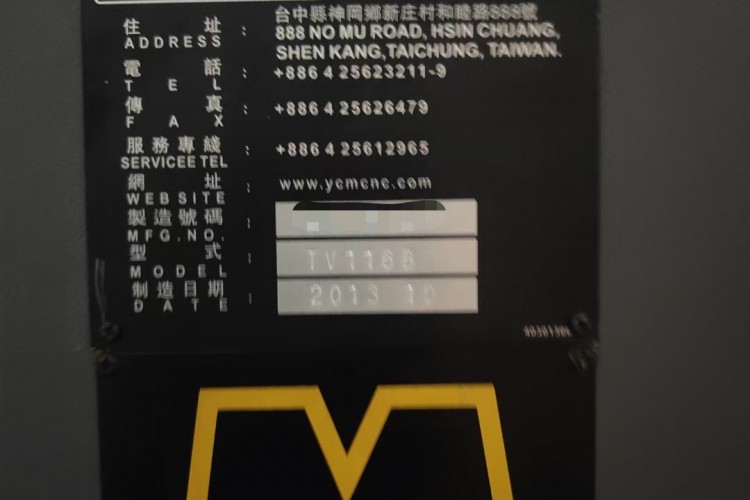 住 址 : 台中縣神岡鄉新庄村和睦路888號
ADDRESS 888 NO MU ROAD, HSIN CHUANG,
SHEN KANG,TAICHUNG, TAIWAN.
電 話 : +886 4 25623211-9
TEL
傳 真 : +886 4 25626479
FAX
服務專綫 : +886 4 25612965
SERVICEE TEL
網 址 : www.ycmcnc.com
WEBSITE
製造號碼 :
MFG.NO.
型 式 : TV116B
MODEL
制造日期 : 2013 10
DATE